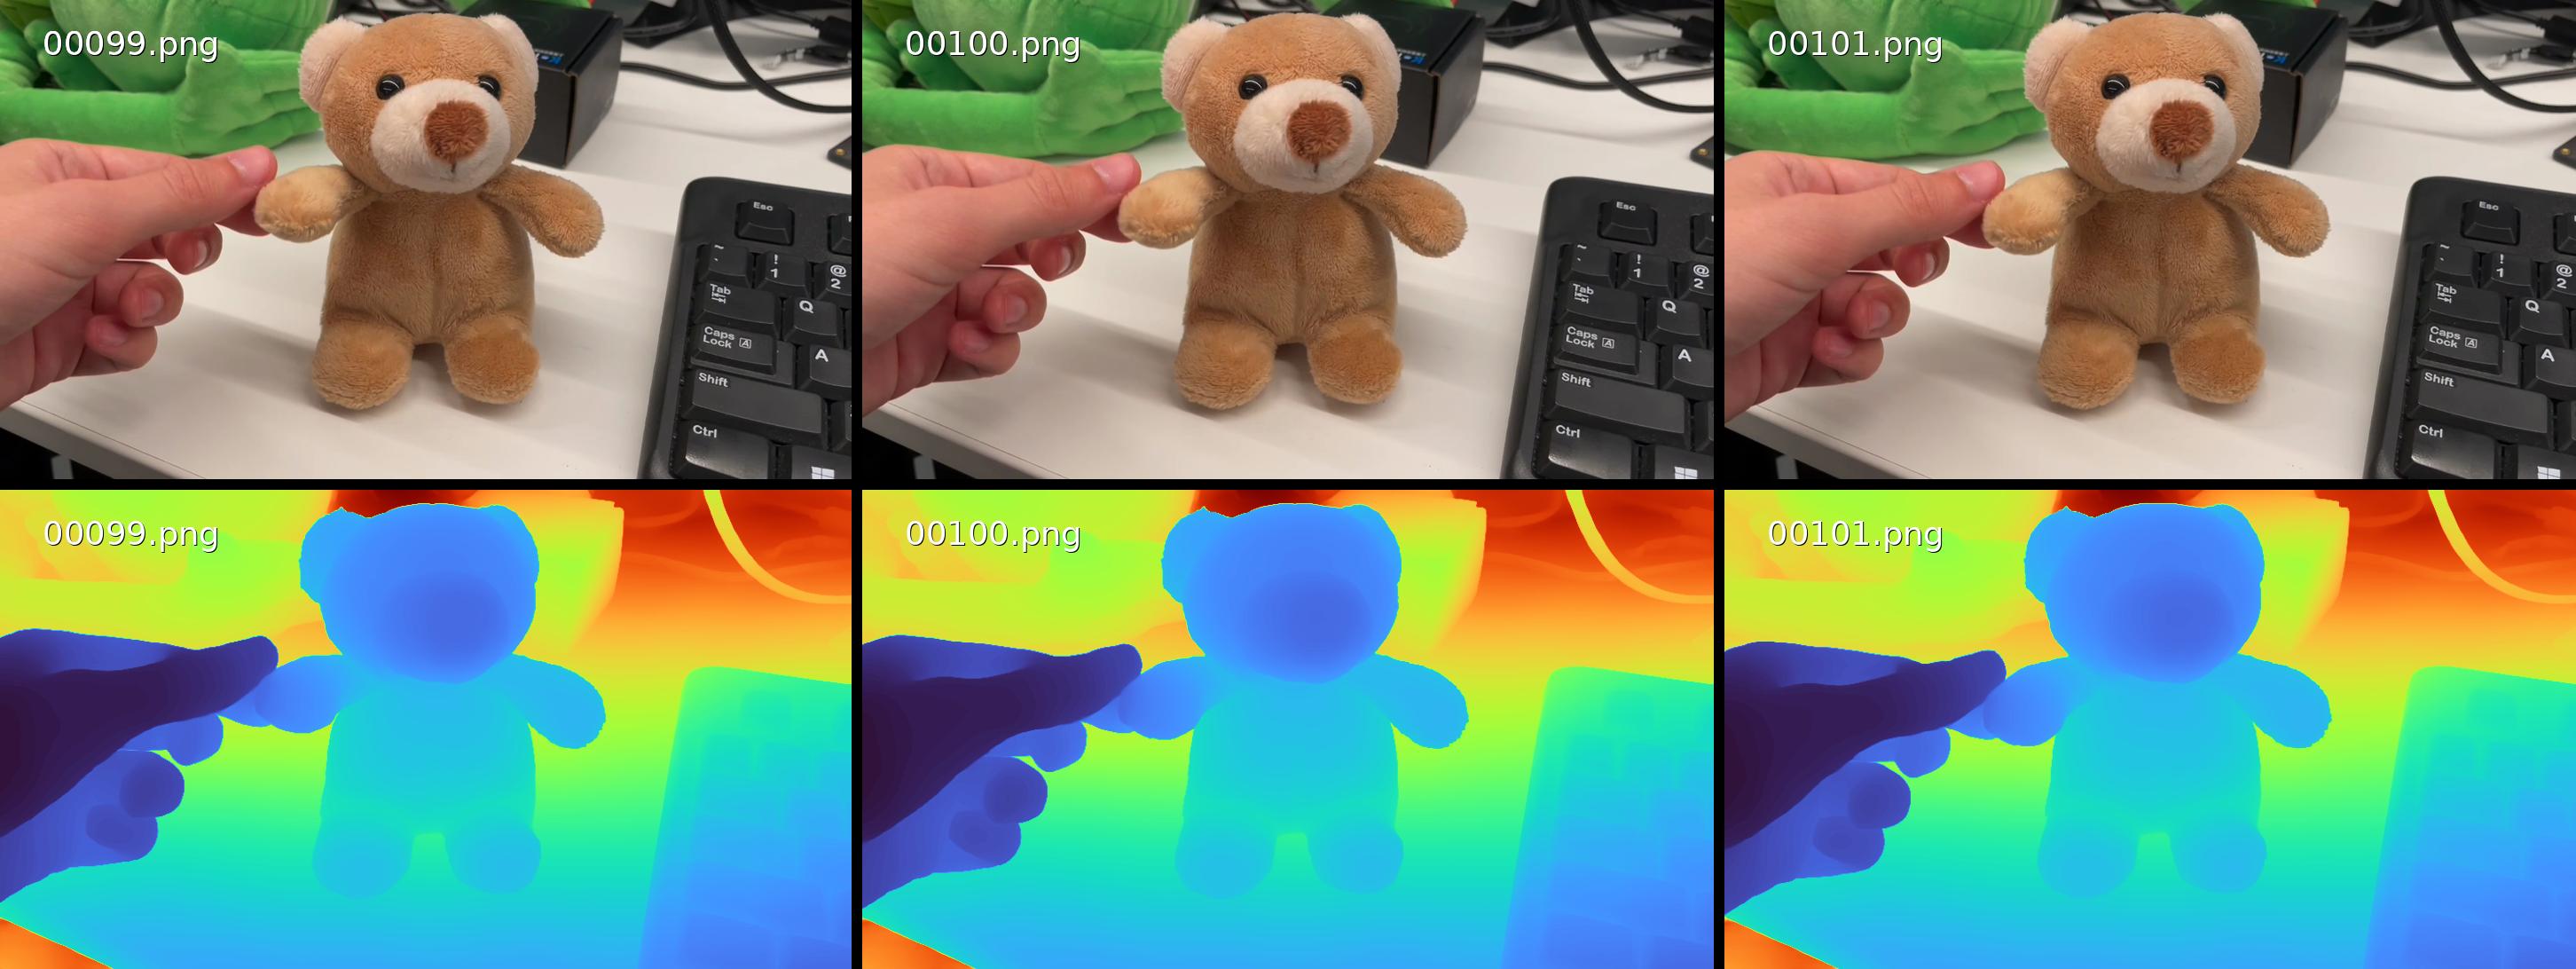 00099.png
Esc
~
`
!
1
@
2
Tab
Q
Caps
Lock A
A
Shift
Ctrl
00100.png
Esc
~
`
!
1
@
2
Tab
Q
Caps
Lock A
A
Shift
Ctrl
00101.png
Esc
~
`
!
1
@
2
Tab
Q
Caps
Lock A
A
Shift
Ctrl
00099.png
00100.png
00101.png